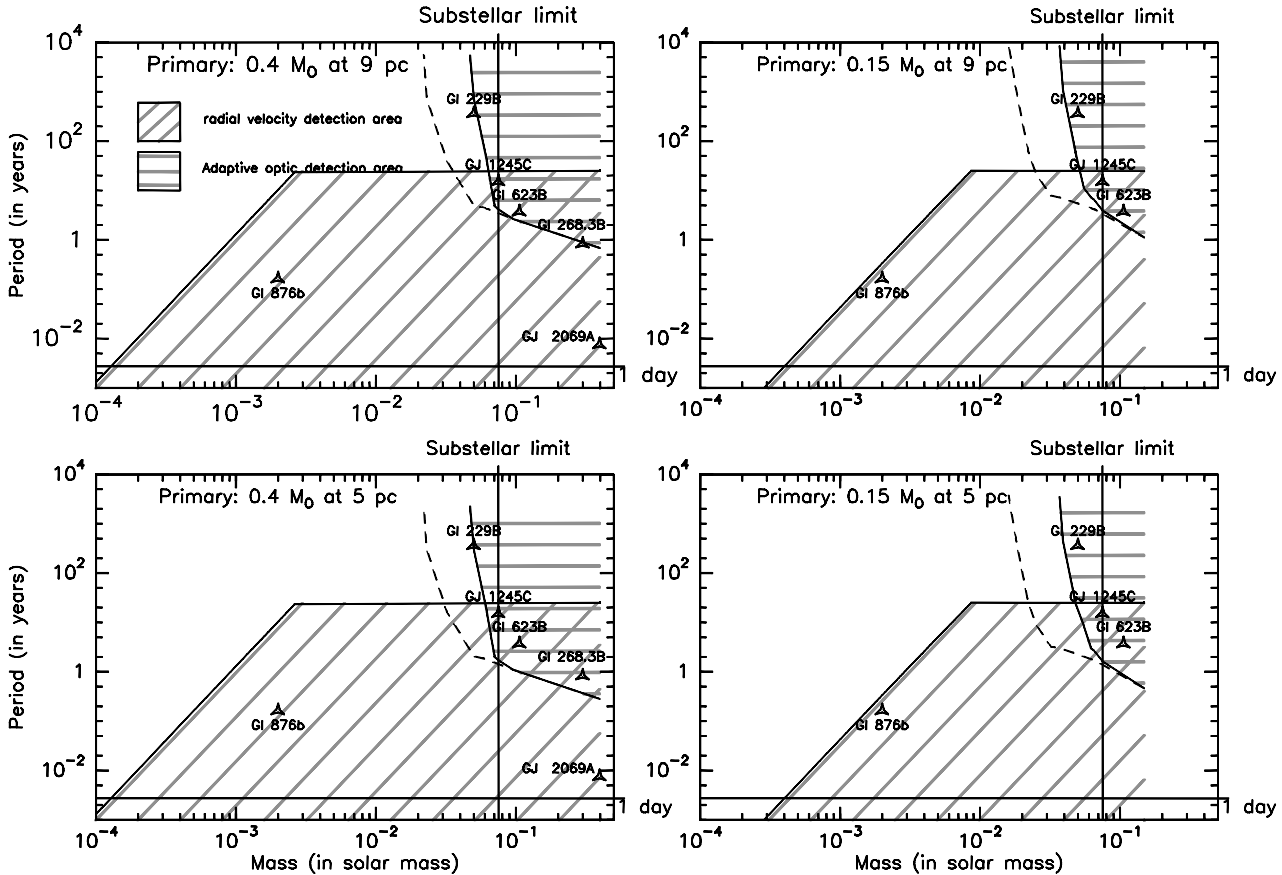 Substellar limit
Primary: 0.4 M⊙ at 9 pc
radial velocity detection area
Adaptive optic detection area
Period (in years)
10^4
10^2
1
10^-2
Gl 229B
GJ 1245C
Gl 623B
Gl 268.3B
Gl 876b
GJ 2069A
1 day
10^-4
10^-3
10^-2
10^-1
Substellar limit
Primary: 0.15 M⊙ at 9 pc
10^4
10^2
1
10^-2
Gl 229B
GJ 1245C
Gl 623B
Gl 876b
1 day
10^-4
10^-3
10^-2
10^-1
Substellar limit
Primary: 0.4 M⊙ at 5 pc
Period (in years)
10^4
10^2
1
10^-2
Gl 229B
GJ 1245C
Gl 623B
Gl 268.3B
Gl 876b
GJ 2069A
1 day
10^-4
10^-3
10^-2
10^-1
Mass (in solar mass)
Substellar limit
Primary: 0.15 M⊙ at 5 pc
10^4
10^2
1
10^-2
Gl 229B
GJ 1245C
Gl 623B
Gl 876b
1 day
10^-4
10^-3
10^-2
10^-1
Mass (in solar mass)